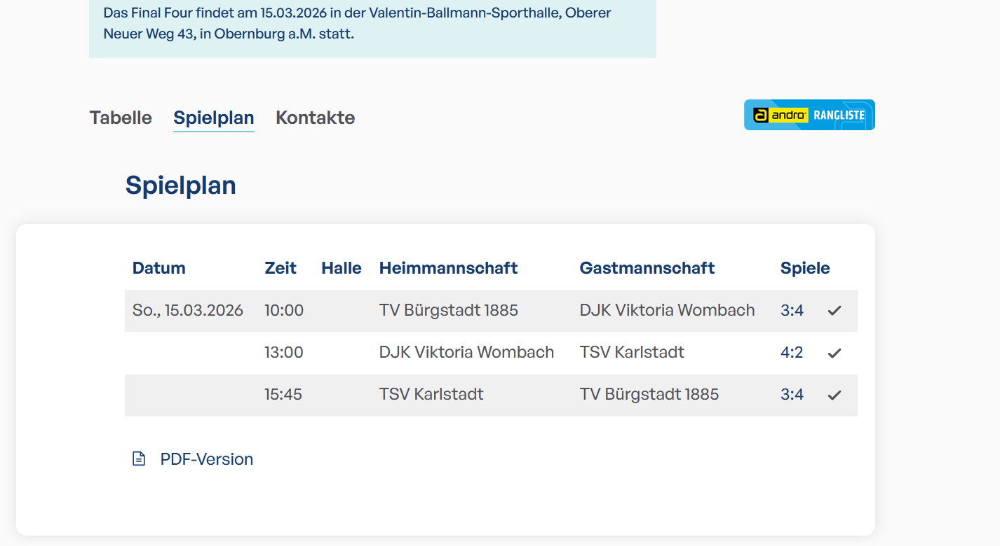 Das Final Four findet am 15.03.2026 in der Valentin-Ballmann-Sporthalle, Oberer
Neuer Weg 43, in Obernburg a.M. statt.
Tabelle Spielplan Kontakte
andro RANGLISTE
Spielplan
Datum Zeit Halle Heimmannschaft Gastmannschaft Spiele
So., 15.03.2026 10:00 TV Bürgstadt 1885 DJK Viktoria Wombach 3:4
13:00 DJK Viktoria Wombach TSV Karlstadt 4:2
15:45 TSV Karlstadt TV Bürgstadt 1885 3:4
PDF-Version